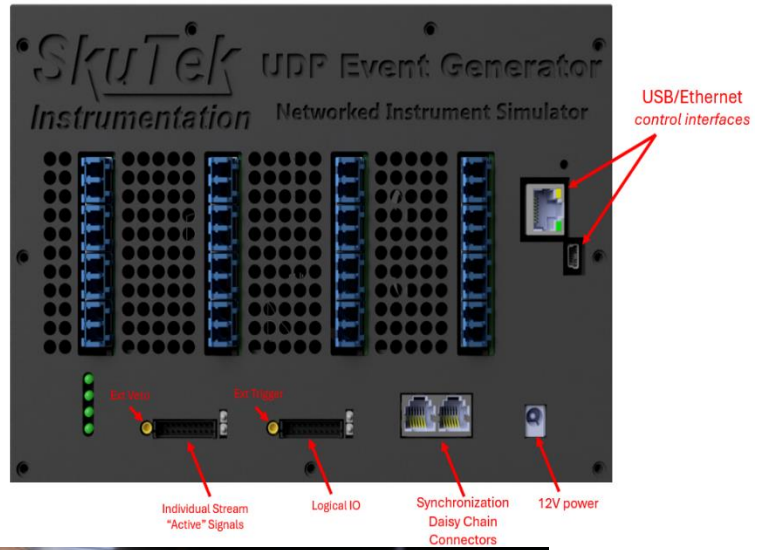 SkuTek UDP Event Generator
Instrumentation Networked Instrument Simulator
USB/Ethernet
control interfaces
Ext Veto
Ext Trigger
Individual Stream
"Active" Signals
Logical IO
Synchronization
Daisy Chain
Connectors
12V power